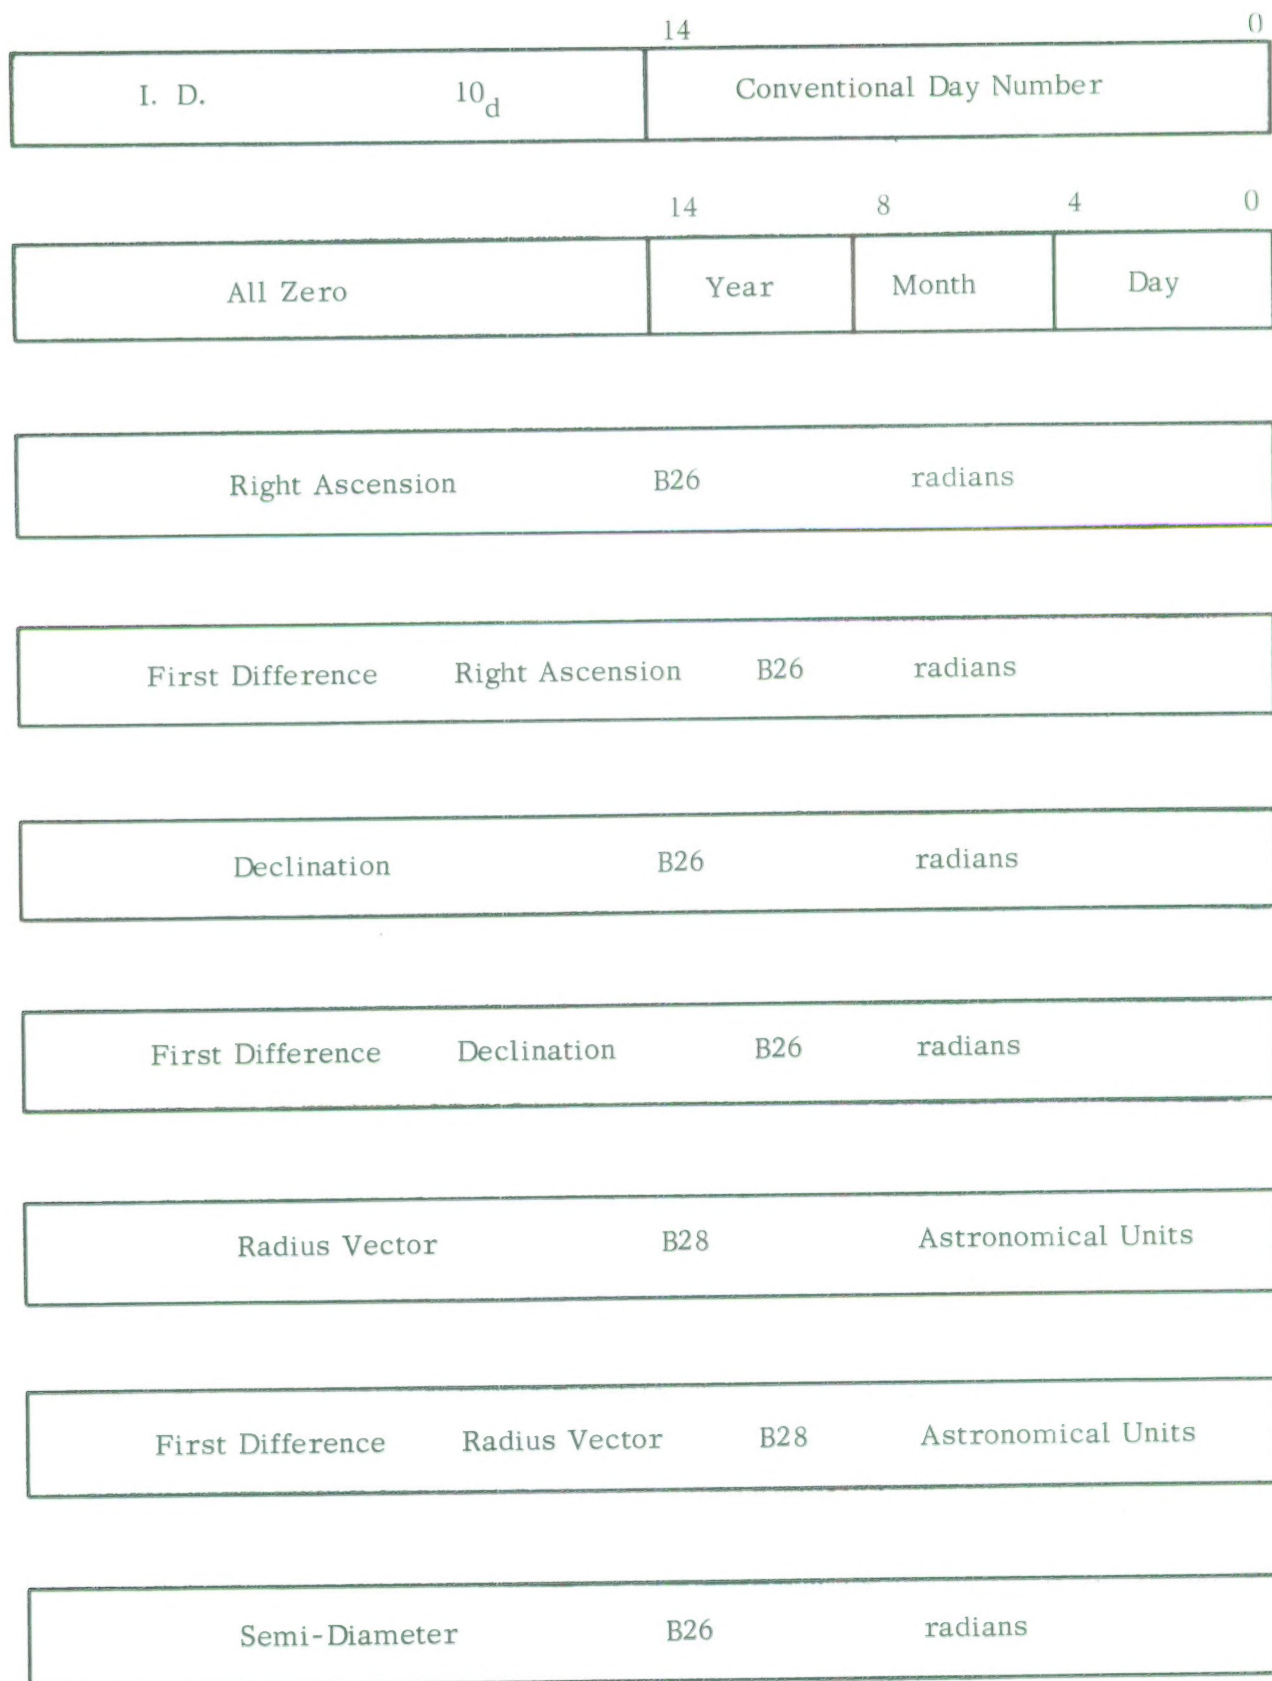 14 0
I. D. 10d Conventional Day Number
14 8 4 0
All Zero Year Month Day
Right Ascension B26 radians
First Difference Right Ascension B26 radians
Declination B26 radians
First Difference Declination B26 radians
Radius Vector B28 Astronomical Units
First Difference Radius Vector B28 Astronomical Units
Semi-Diameter B26 radians